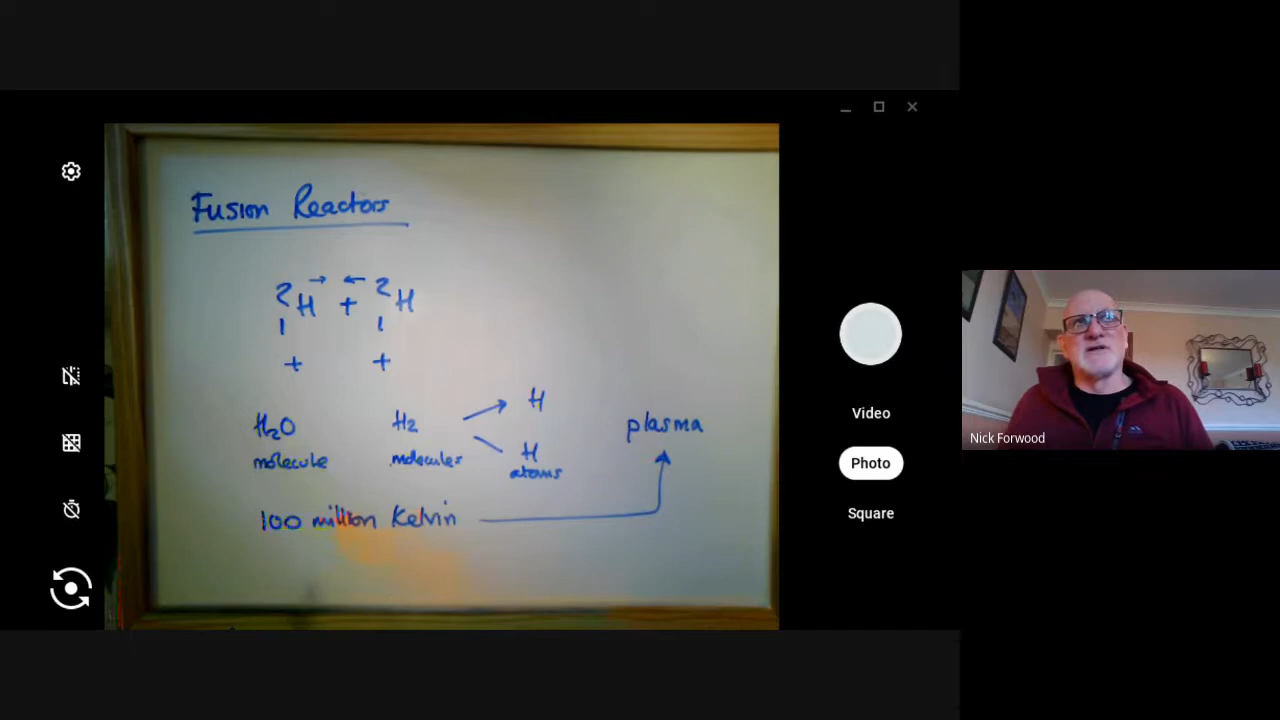 Fusion Reactors
²₁H → + ← ²₁H
+ +
H₂O H₂ H plasma
molecule molecules H
atoms
100 million Kelvin
Video
Photo
Square
Nick Forwood